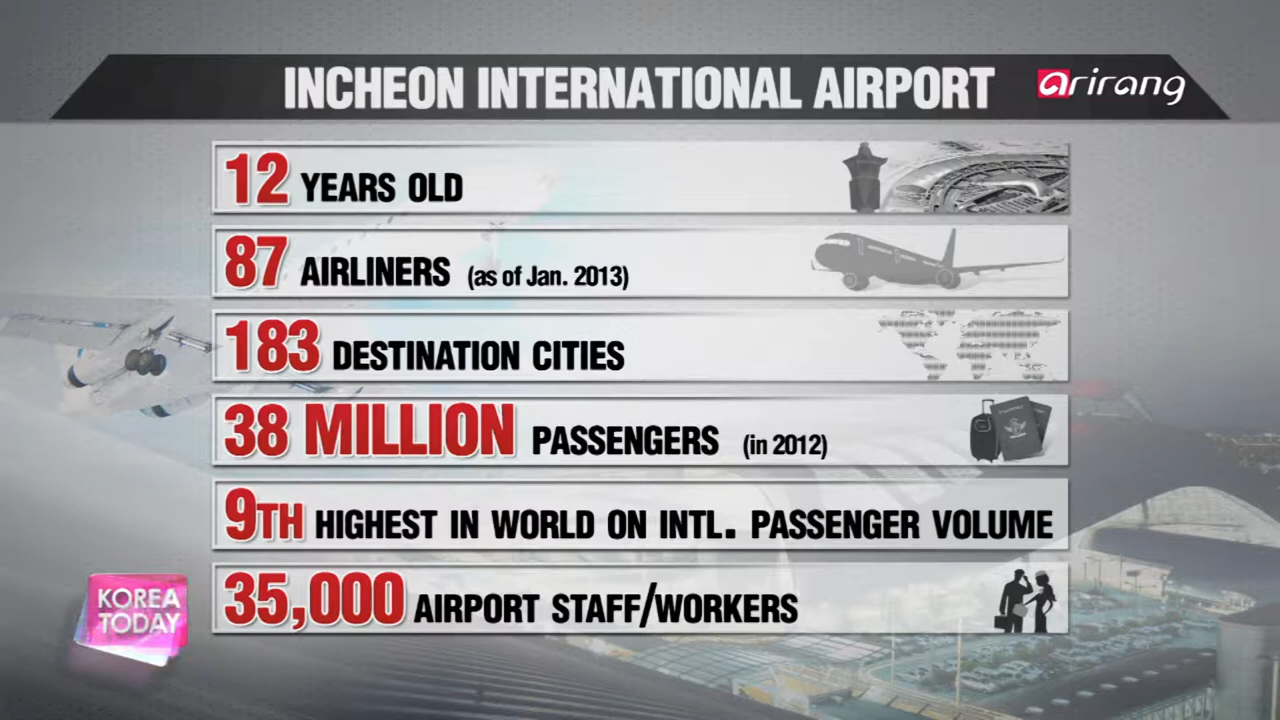 INCHEON INTERNATIONAL AIRPORT
arirang
12 YEARS OLD
87 AIRLINERS (as of Jan. 2013)
183 DESTINATION CITIES
38 MILLION PASSENGERS (in 2012)
9TH HIGHEST IN WORLD ON INTL. PASSENGER VOLUME
35,000 AIRPORT STAFF/WORKERS
KOREA
TODAY